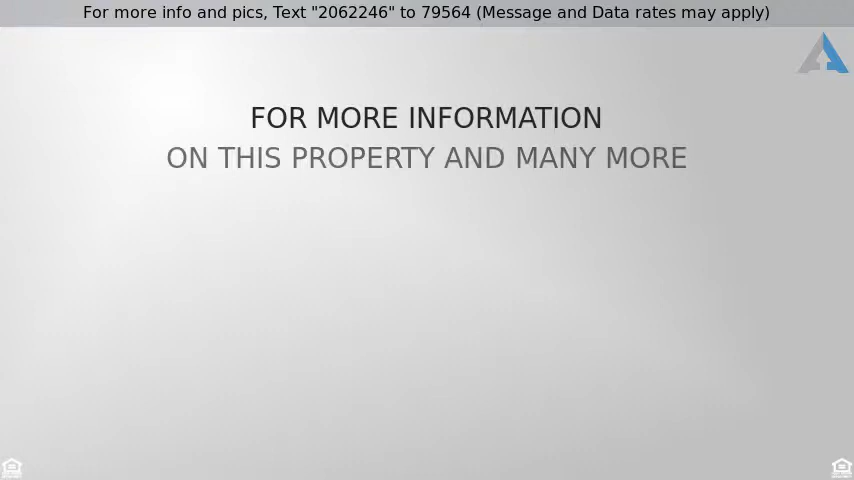 For more info and pics, Text "2062246" to 79564 (Message and Data rates may apply)
FOR MORE INFORMATION
ON THIS PROPERTY AND MANY MORE